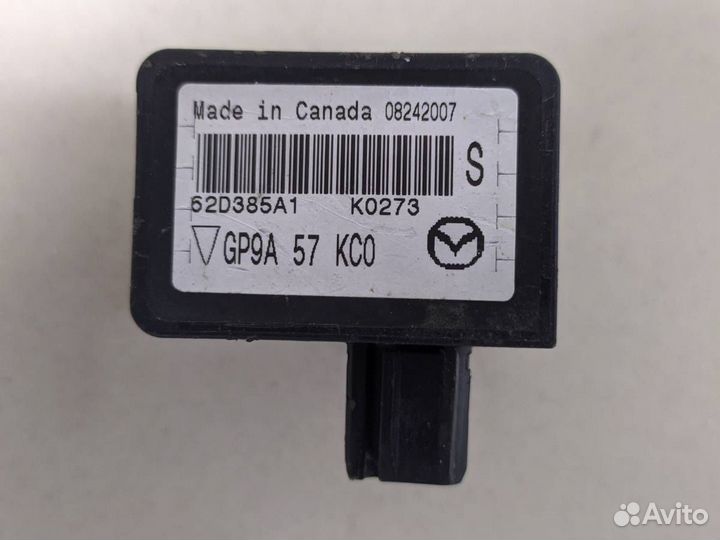 Made in Canada 08242007
S
62D385A1 K0273
GP9A 57 KC0
Avito